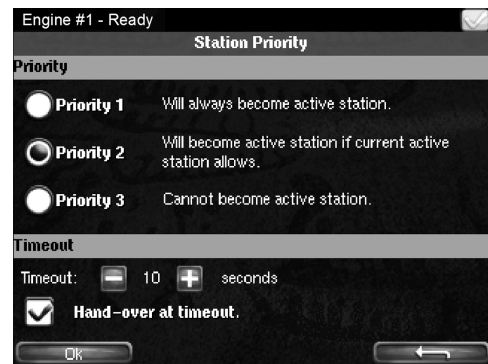 Engine #1 - Ready
Station Priority
Priority
Priority 1 Will always become active station.
Priority 2 Will become active station if current active
station allows.
Priority 3 Cannot become active station.
Timeout
Timeout: 10 seconds
Hand-over at timeout.
Ok